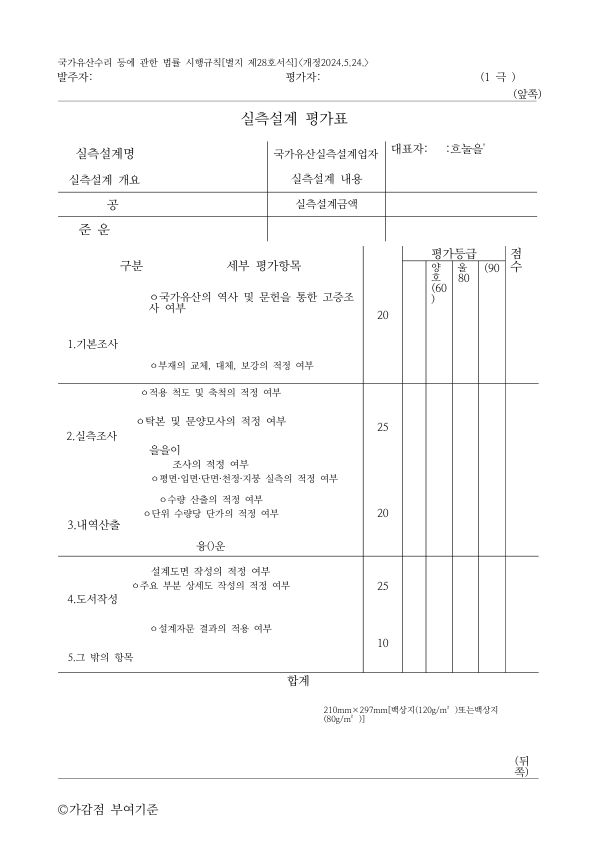 국가유산수리 등에 관한 법률 시행규칙[별지 제28호서식]<개정2024.5.24.>
발주자: 평가자: (1 극 )
(앞쪽)
실측설계 평가표
실측설계명 국가유산실측설계업자 대표자: :흐눌을'
실측설계 개요 실측설계 내용
공 실측설계금액
준 운
평가등급 점수
구분 세부 평가항목 양호(60) 울80 (90
ㅇ국가유산의 역사 및 문헌을 통한 고증조
사 여부
20
1.기본조사
ㅇ부재의 교체, 대체, 보강의 적정 여부
ㅇ적용 척도 및 축척의 적정 여부
ㅇ탁본 및 문양모사의 적정 여부
25
2.실측조사
을을이
조사의 적정 여부
ㅇ평면·입면·단면·천정·지붕 실측의 적정 여부
ㅇ수량 산출의 적정 여부
ㅇ단위 수량당 단가의 적정 여부 20
3.내역산출
융()운
설계도면 작성의 적정 여부
ㅇ주요 부분 상세도 작성의 적정 여부 25
4.도서작성
ㅇ설계자문 결과의 적용 여부
10
5.그 밖의 항목
합계
210mm×297mm[백상지(120g/㎡ )또는백상지
(80g/㎡ )]
(뒤
쪽)
©가감점 부여기준